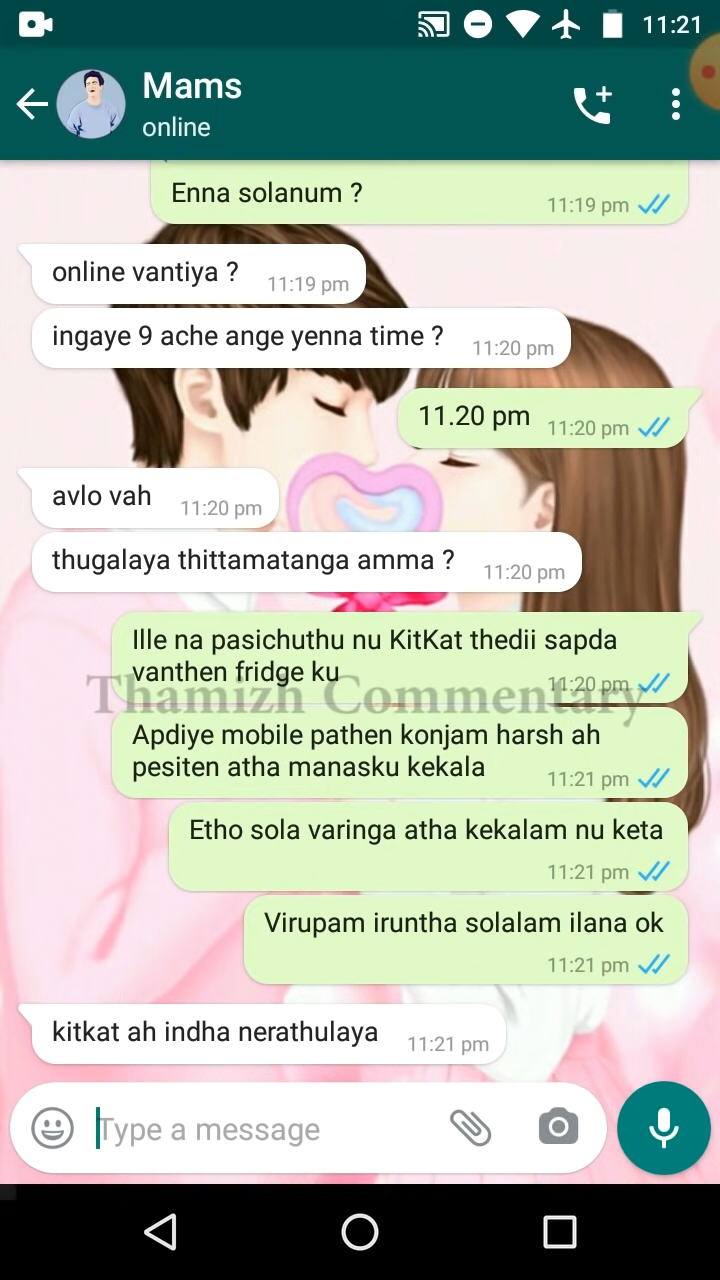 11:21
Mams
online
Enna solanum ?
11:19 pm
online vantiya ?
11:19 pm
ingaye 9 ache ange yenna time ?
11:20 pm
11.20 pm
11:20 pm
avlo vah
11:20 pm
thugalaya thittamatanga amma ?
11:20 pm
Ille na pasichuthu nu KitKat thedii sapda
vanthen fridge ku
11:20 pm
Thamizh Commentary
Apdiye mobile pathen konjam harsh ah
pesiten atha manasku kekala
11:21 pm
Etho sola varinga atha kekalam nu keta
11:21 pm
Virupam iruntha solalam ilana ok
11:21 pm
kitkat ah indha nerathulaya
11:21 pm
Type a message